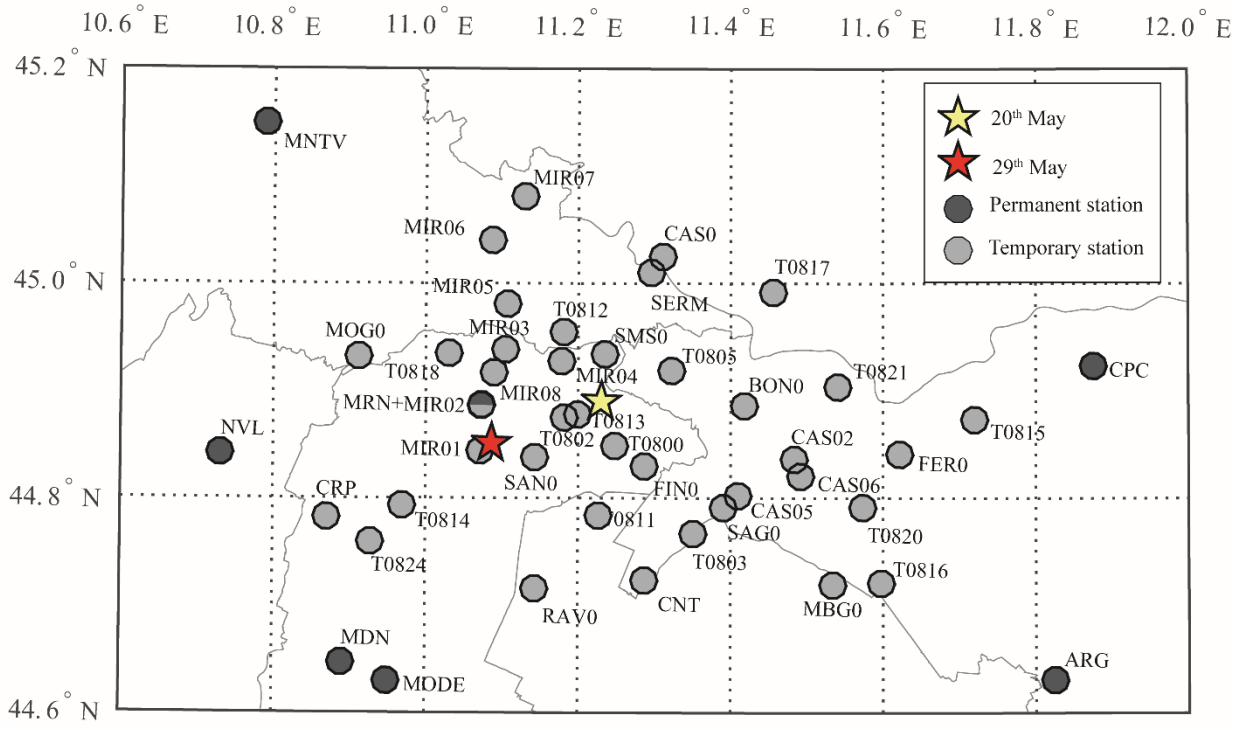 10.6° E 10.8° E 11.0° E 11.2° E 11.4° E 11.6° E 11.8° E 12.0° E
45.2° N
20th May
MNTV
29th May
MIR07
Permanent station
MIR06
CAS0
Temporary station
45.0° N
T0817
MIR05
SERM
T0812
MOG0
MIR03
SMS0
T0818
T0805
MIR04
CPC
T0821
BON0
MIR08
MRN+MIR02
T0813
NVL
T0815
T0802
T0800
CAS02
MIR01
FER0
SAN0
CAS06
FIN0
CRP
44.8° N
CAS05
T0814
T0811
SAG0
T0820
T0803
T0824
T0816
CNT
MBG0
RAV0
MDN
ARG
MODE
44.6° N